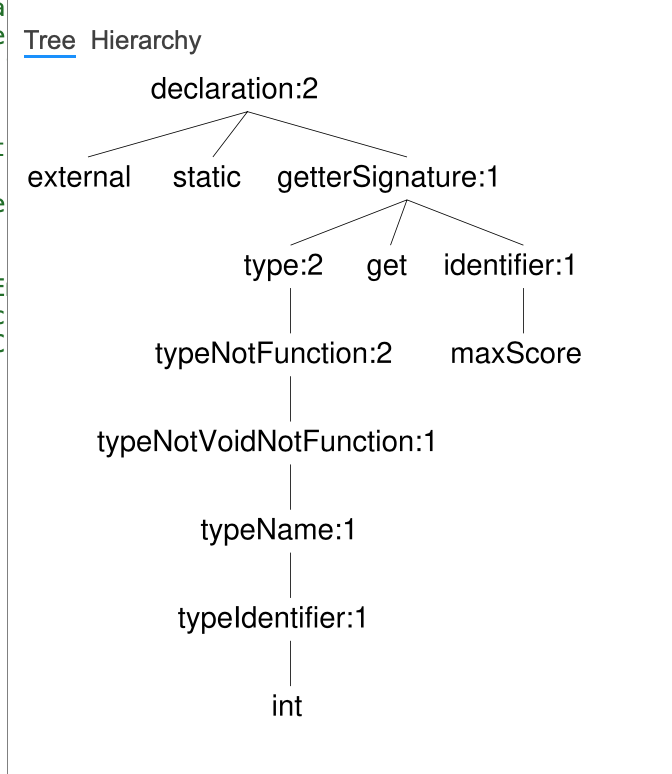 Tree Hierarchy
declaration:2
external static getterSignature:1
type:2 get identifier:1
typeNotFunction:2 maxScore
typeNotVoidNotFunction:1
typeName:1
typeIdentifier:1
int